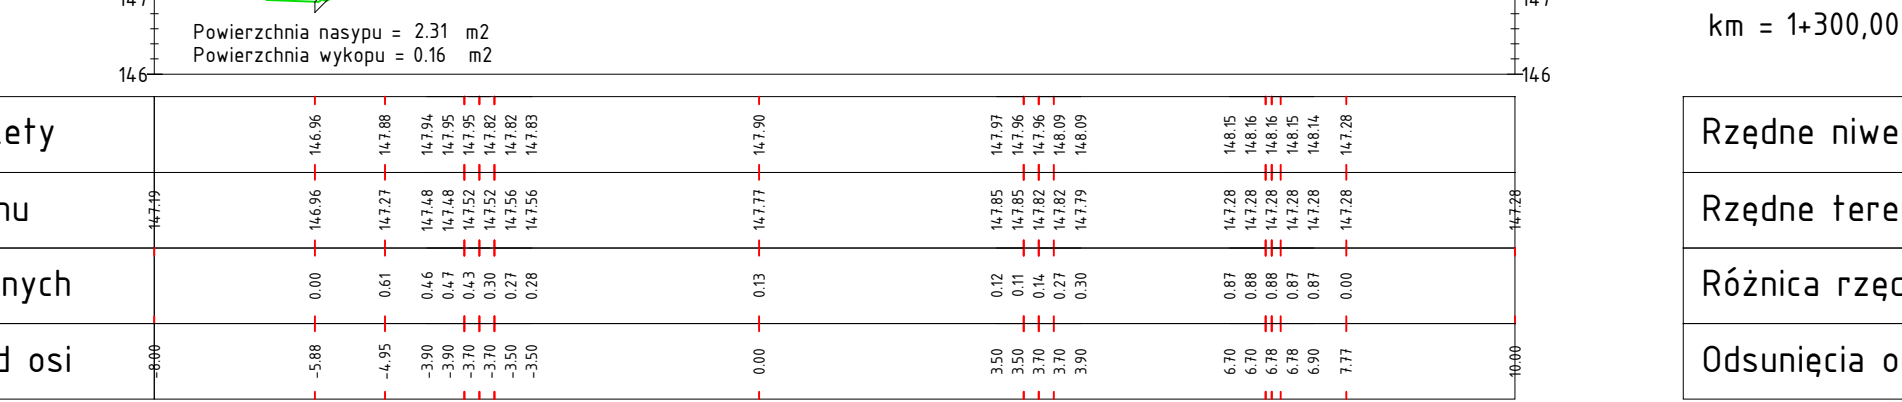 147 147
Powierzchnia nasypu = 2.31 m2
km = 1+300,00
Powierzchnia wykopu = 0.16 m2
146 146
ety 146.96 147.88 147.94 147.95 147.95 147.82 147.82 147.83 147.90 147.97 147.96 147.96 148.09 148.09 148.15 148.16 148.16 148.15 148.14 147.28 Rzędne niwe
nu 147.19 146.96 147.27 147.48 147.48 147.52 147.52 147.56 147.56 147.77 147.85 147.85 147.82 147.82 147.79 147.28 147.28 147.28 147.28 147.28 147.28 147.28 Rzędne tere
nych 0.00 0.61 0.46 0.47 0.43 0.30 0.27 0.28 0.13 0.12 0.11 0.14 0.27 0.30 0.87 0.88 0.88 0.87 0.87 0.00 Różnica rzęd
d osi -8.00 -5.88 -4.95 -3.90 -3.90 -3.70 -3.70 -3.50 -3.50 0.00 3.50 3.50 3.70 3.70 3.90 6.70 6.70 6.78 6.78 6.90 7.77 10.00 Odsunięcia o